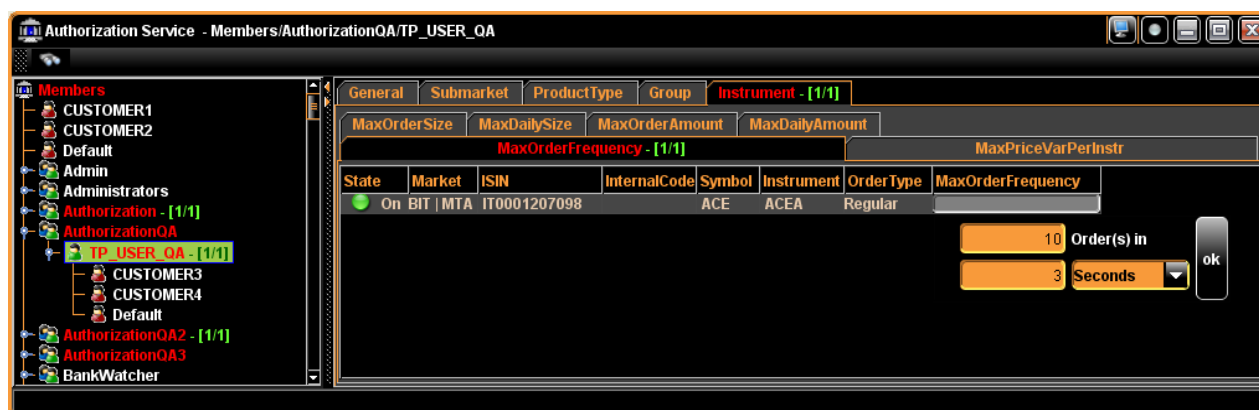 Authorization Service - Members/AuthorizationQA/TP_USER_QA
Members
CUSTOMER1
CUSTOMER2
Default
Admin
Administrators
Authorization - [1/1]
AuthorizationQA
TP_USER_QA - [1/1]
CUSTOMER3
CUSTOMER4
Default
AuthorizationQA2 - [1/1]
AuthorizationQA3
BankWatcher
General Submarket ProductType Group Instrument - [1/1]
MaxOrderSize MaxDailySize MaxOrderAmount MaxDailyAmount
MaxOrderFrequency - [1/1] MaxPriceVarPerInstr
State Market ISIN InternalCode Symbol Instrument OrderType MaxOrderFrequency
On BIT | MTA IT0001207098 ACE ACEA Regular
10 Order(s) in
3 Seconds
ok